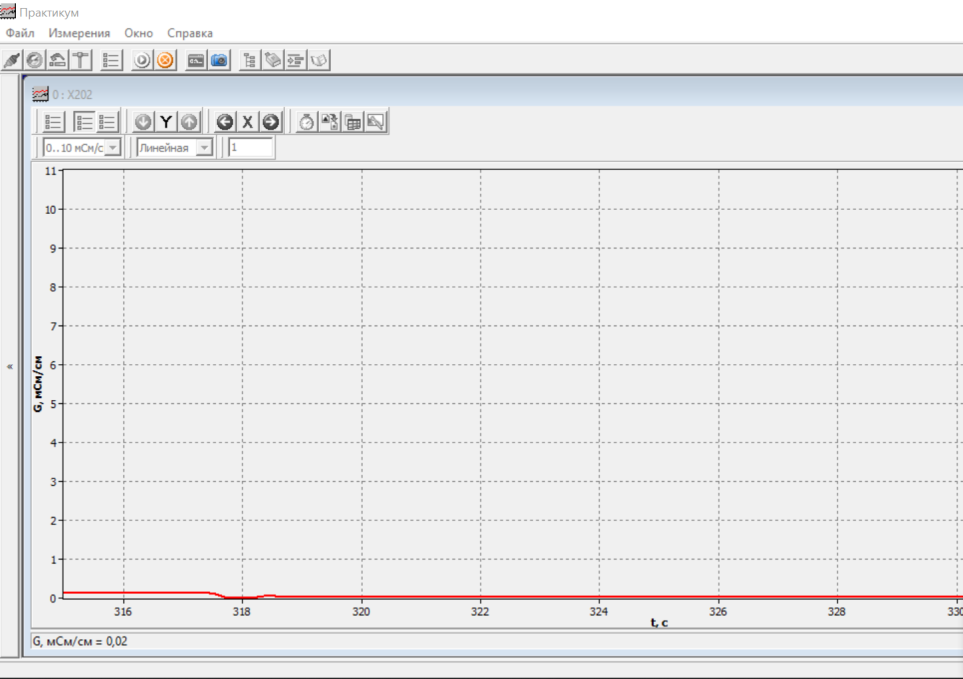 Практикум
Файл Измерения Окно Справка
0 : X202
Y X
0..10 мСм/с Линейная 1
11
10
9
8
7
6
5
4
3
2
1
0
G, мСм/см
316 318 320 322 324 326 328 330
t, с
G, мСм/см = 0,02